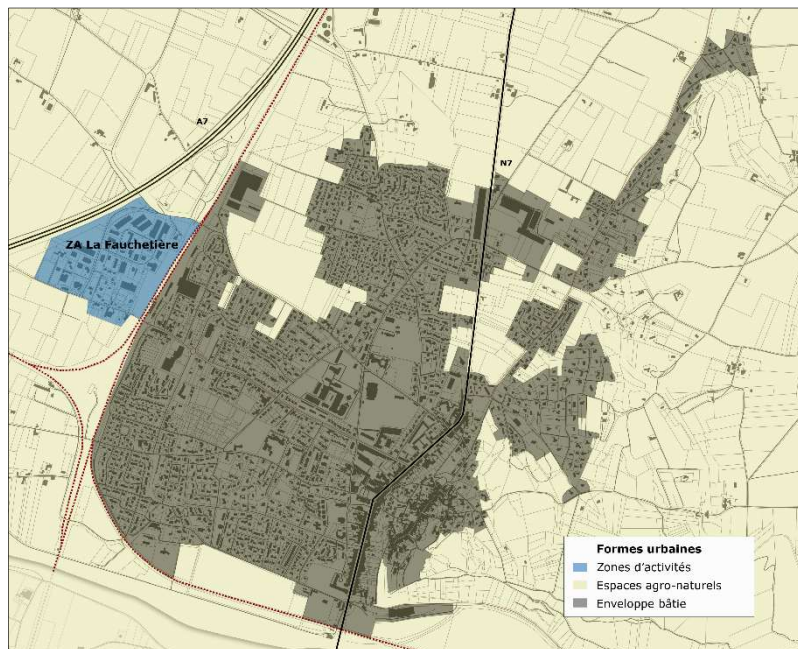 A7
N7
ZA La Fauchetière
Formes urbaines
Zones d'activités
Espaces agro-naturels
Enveloppe bâtie